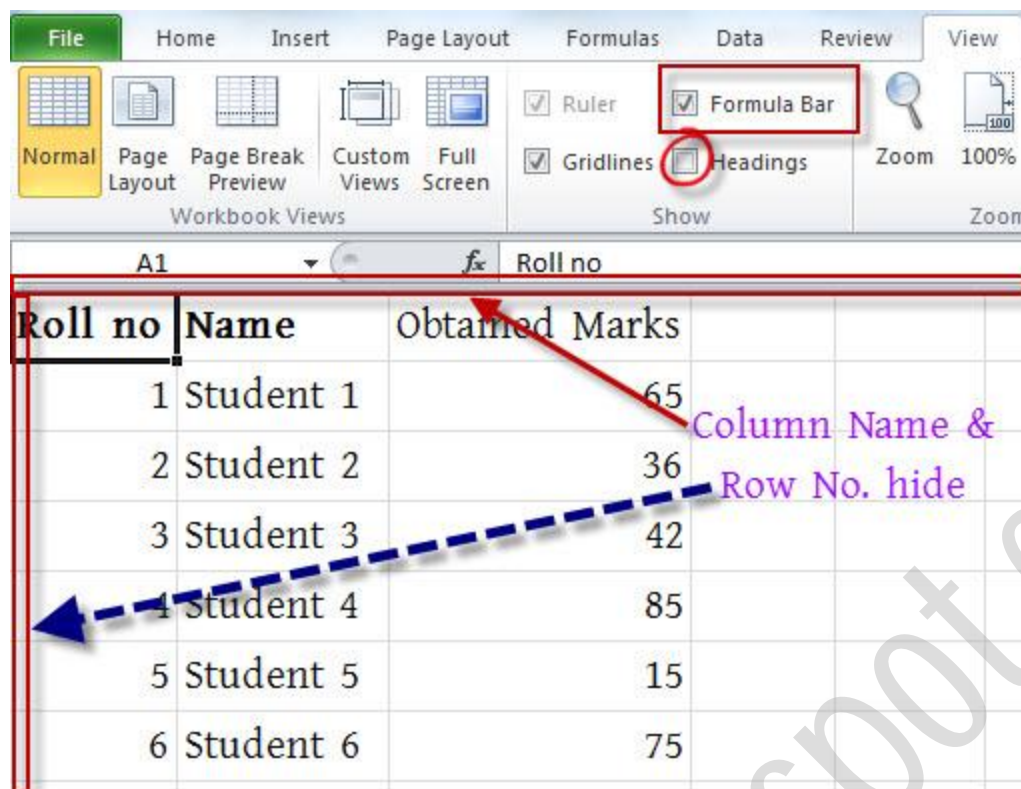 File Home Insert Page Layout Formulas Data Review View
Ruler Formula Bar
Normal Page Layout Page Break Preview Custom Views Full Screen Gridlines Headings Zoom 100%
Workbook Views Show Zoom
A1 fx Roll no
Roll no Name Obtained Marks
1 Student 1 65
Column Name &
2 Student 2 36
Row No. hide
3 Student 3 42
4 Student 4 85
5 Student 5 15
6 Student 6 75